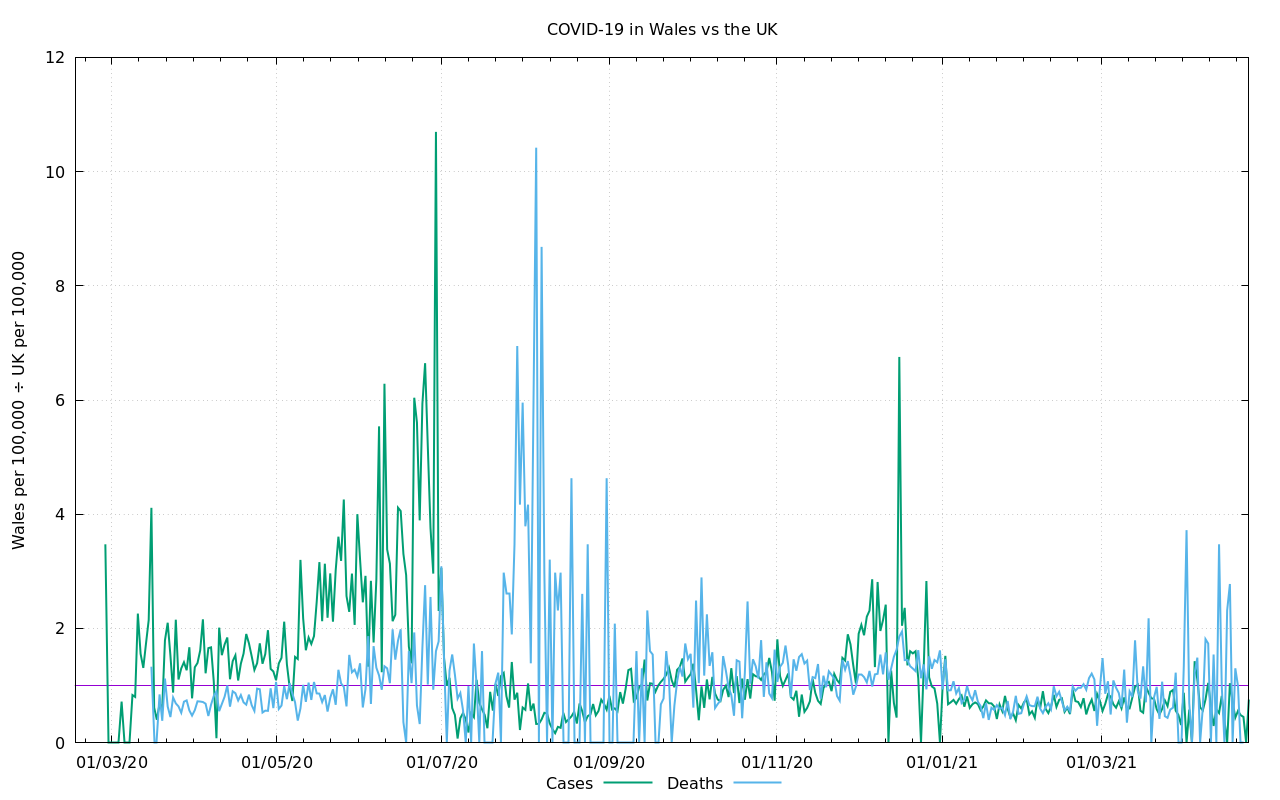 COVID-19 in Wales vs the UK
12
10
8
6
4
2
0
Wales per 100,000 ÷ UK per 100,000
01/03/20 01/05/20 01/07/20 01/09/20 01/11/20 01/01/21 01/03/21
Cases Deaths